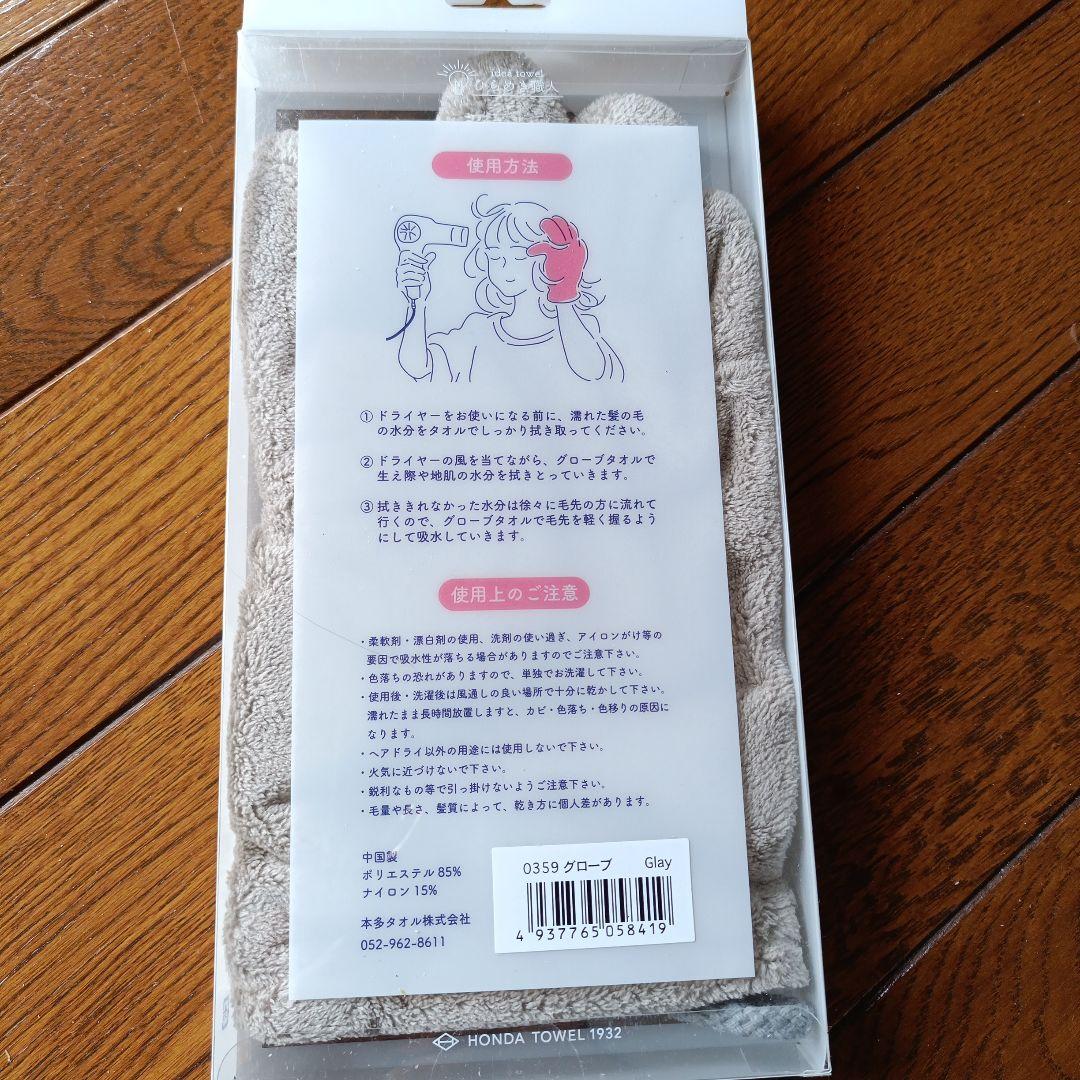 idea towel
ひらめき職人
使用方法
① ドライヤーをお使いになる前に、濡れた髪の毛
の水分をタオルでしっかり拭き取ってください。
② ドライヤーの風を当てながら、グローブタオルで
生え際や地肌の水分を拭きとっていきます。
③ 拭ききれなかった水分は徐々に毛先の方に流れて
行くので、グローブタオルで毛先を軽く握るよう
にして吸水していきます。
使用上のご注意
・柔軟剤・漂白剤の使用、洗剤の使い過ぎ、アイロンがけ等の
要因で吸水性が落ちる場合がありますのでご注意下さい。
・色落ちの恐れがありますので、単独でお洗濯して下さい。
・使用後・洗濯後は風通しの良い場所で十分に乾かして下さい。
濡れたまま長時間放置しますと、カビ・色落ち・色移りの原因に
なります。
・ヘアドライ以外の用途には使用しないで下さい。
・火気に近づけないで下さい。
・鋭利なもの等で引っ掛けないようご注意下さい。
・毛量や長さ、髪質によって、乾き方に個人差があります。
中国製
ポリエステル 85%
ナイロン 15%
本多タオル株式会社
052-962-8611
0359 グローブ Glay
4 937765 058419
HONDA TOWEL 1932